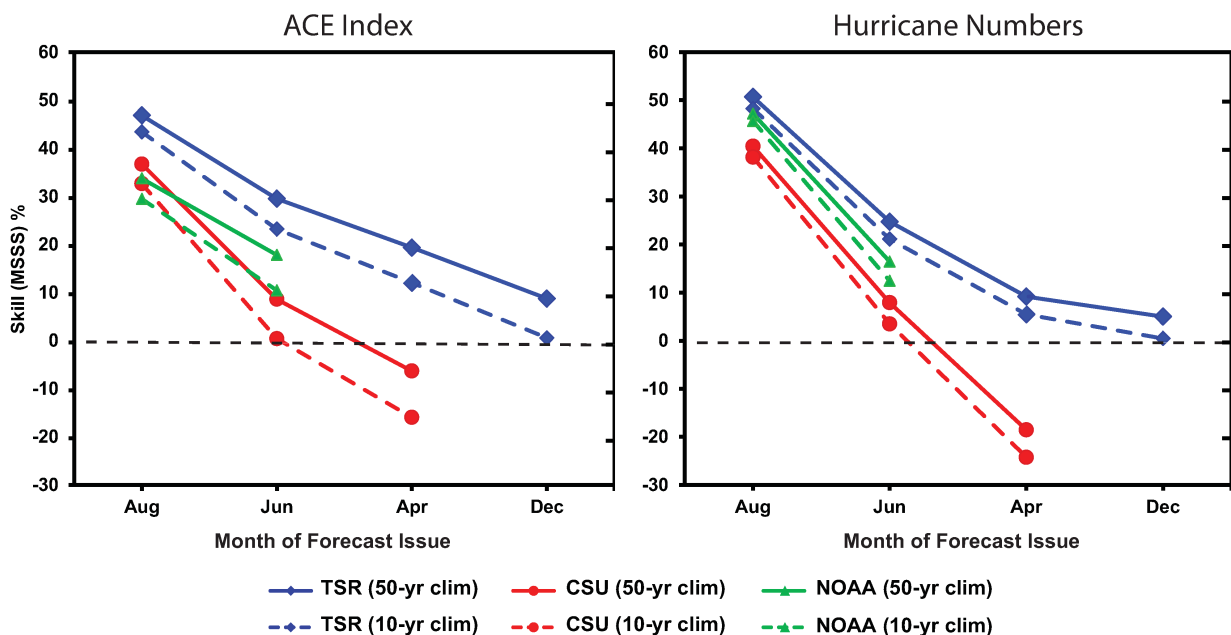 ACE Index
Hurricane Numbers
Skill (MSSS) %
60
50
40
30
20
10
0
-10
-20
-30
Aug
Jun
Apr
Dec
Month of Forecast Issue
60
50
40
30
20
10
0
-10
-20
-30
Aug
Jun
Apr
Dec
Month of Forecast Issue
TSR (50-yr clim)
CSU (50-yr clim)
NOAA (50-yr clim)
TSR (10-yr clim)
CSU (10-yr clim)
NOAA (10-yr clim)